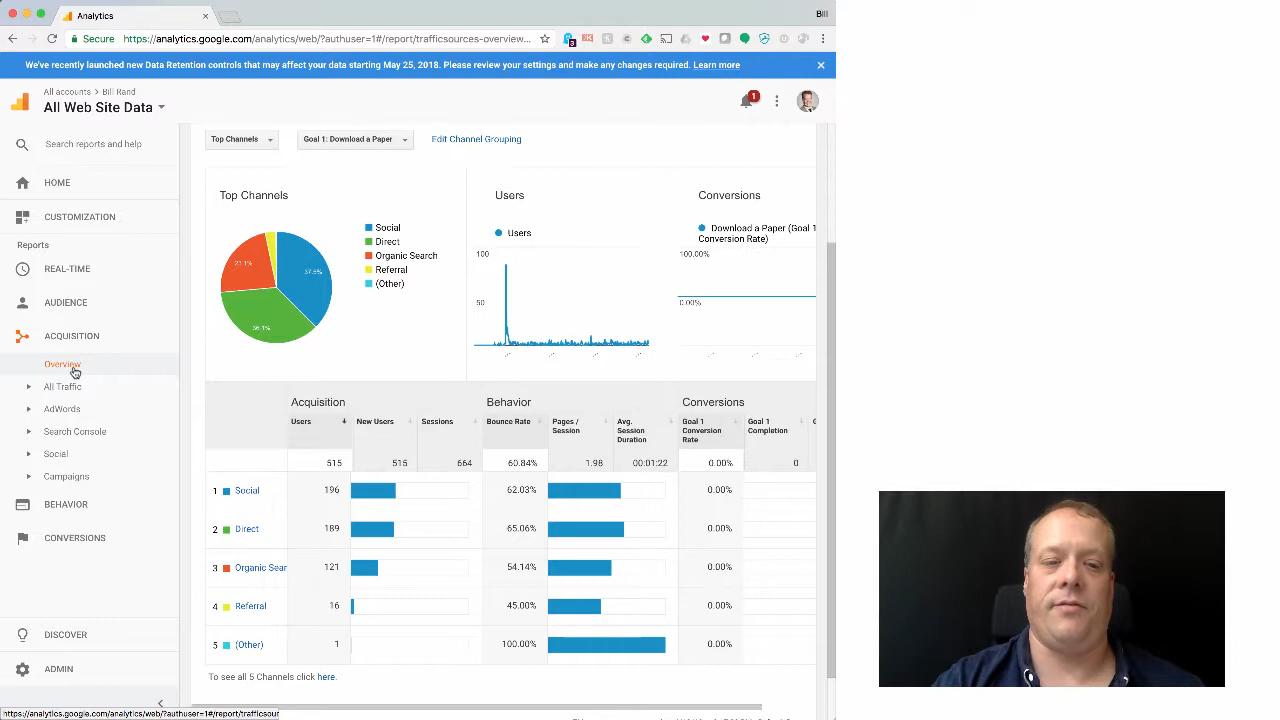 Analytics
Bill
Secure https://analytics.google.com/analytics/web/?authuser=1#/report/trafficsources-overview...
We've recently launched new Data Retention controls that may affect your data starting May 25, 2018. Please review your settings and make any changes required. Learn more
All accounts > Bill Rand
All Web Site Data
1
Search reports and help
HOME
CUSTOMIZATION
Reports
REAL-TIME
AUDIENCE
ACQUISITION
Overview
All Traffic
AdWords
Search Console
Social
Campaigns
BEHAVIOR
CONVERSIONS
DISCOVER
ADMIN
Top Channels
Goal 1: Download a Paper
Edit Channel Grouping
Top Channels
Social
Direct
Organic Search
Referral
(Other)
37.6%
36.1%
23.1%
Users
Users
100
50
Conversions
Download a Paper (Goal 1
Conversion Rate)
100.00%
0.00%
Acquisition Behavior Conversions
Users New Users Sessions Bounce Rate Pages / Session Avg. Session Duration Goal 1 Conversion Rate Goal 1 Completion
515 515 664 60.84% 1.98 00:01:22 0.00% 0
1 Social 196 62.03% 0.00%
2 Direct 189 65.06% 0.00%
3 Organic Sear 121 54.14% 0.00%
4 Referral 16 45.00% 0.00%
5 (Other) 1 100.00% 0.00%
To see all 5 Channels click here.
https://analytics.google.com/analytics/web/?authuser=1#/report/trafficsour